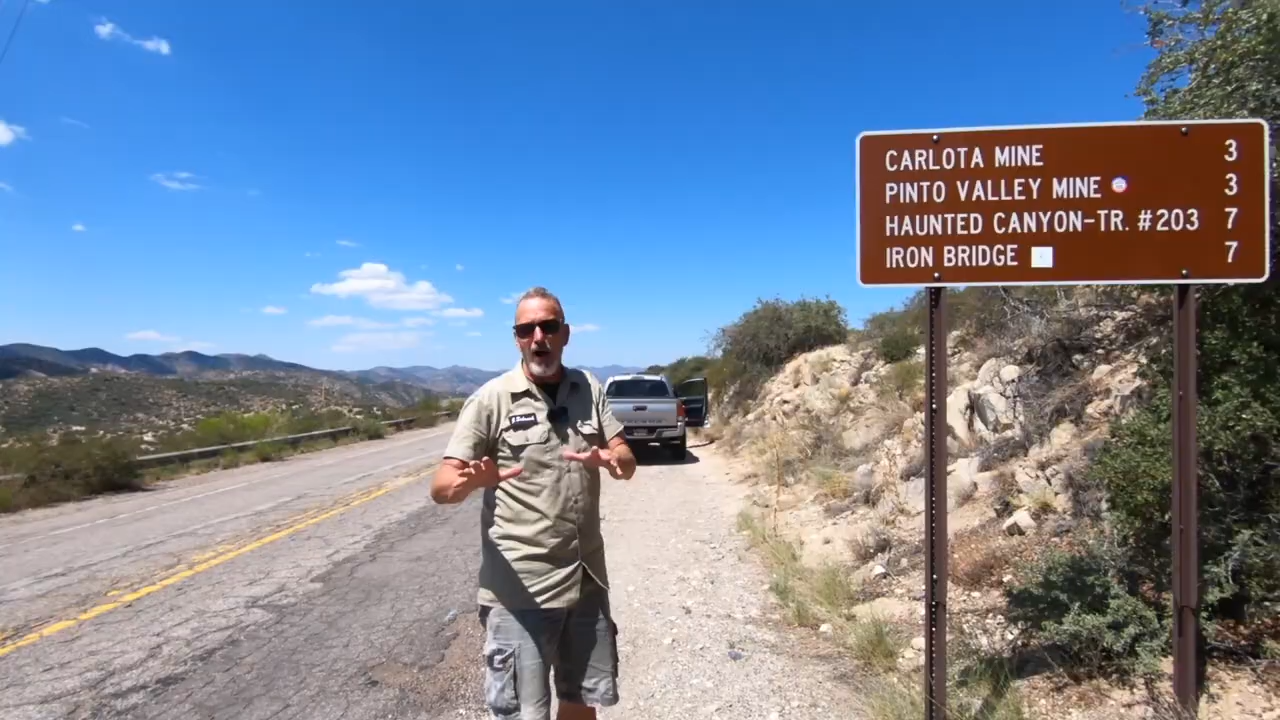 CARLOTA MINE 3
PINTO VALLEY MINE 3
HAUNTED CANYON-TR. #203 7
IRON BRIDGE 7